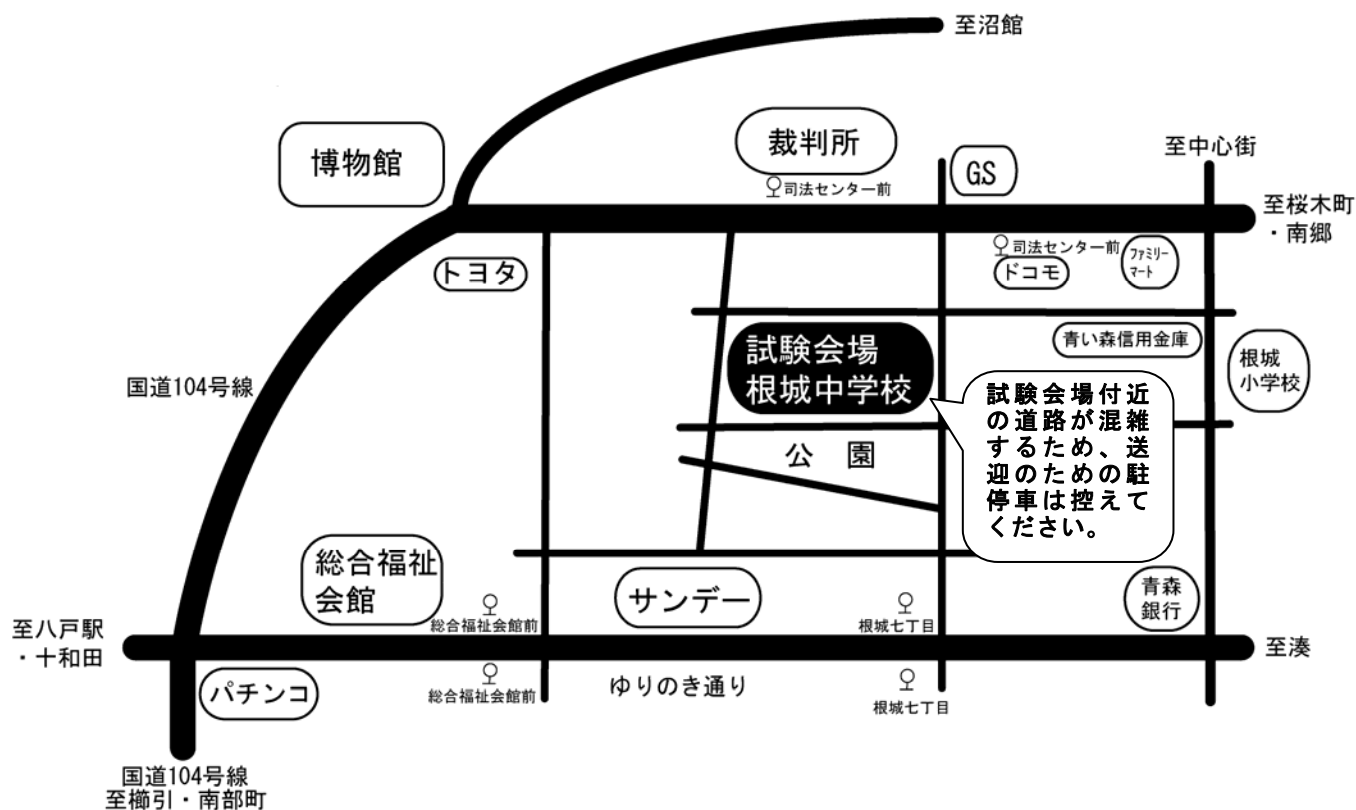 至沼館
博物館
裁判所
司法センター前
GS
至中心街
至桜木町
・南郷
トヨタ
司法センター前
ドコモ
ファミリー
マート
試験会場
根城中学校
青い森信用金庫
根城
小学校
国道104号線
試験会場付近
の道路が混雑
するため、送
迎のための駐
停車は控えて
ください。
公園
総合福祉
会館
サンデー
青森
銀行
総合福祉会館前
根城七丁目
至八戸駅
・十和田
至湊
パチンコ
総合福祉会館前
ゆりのき通り
根城七丁目
国道104号線
至櫛引・南部町